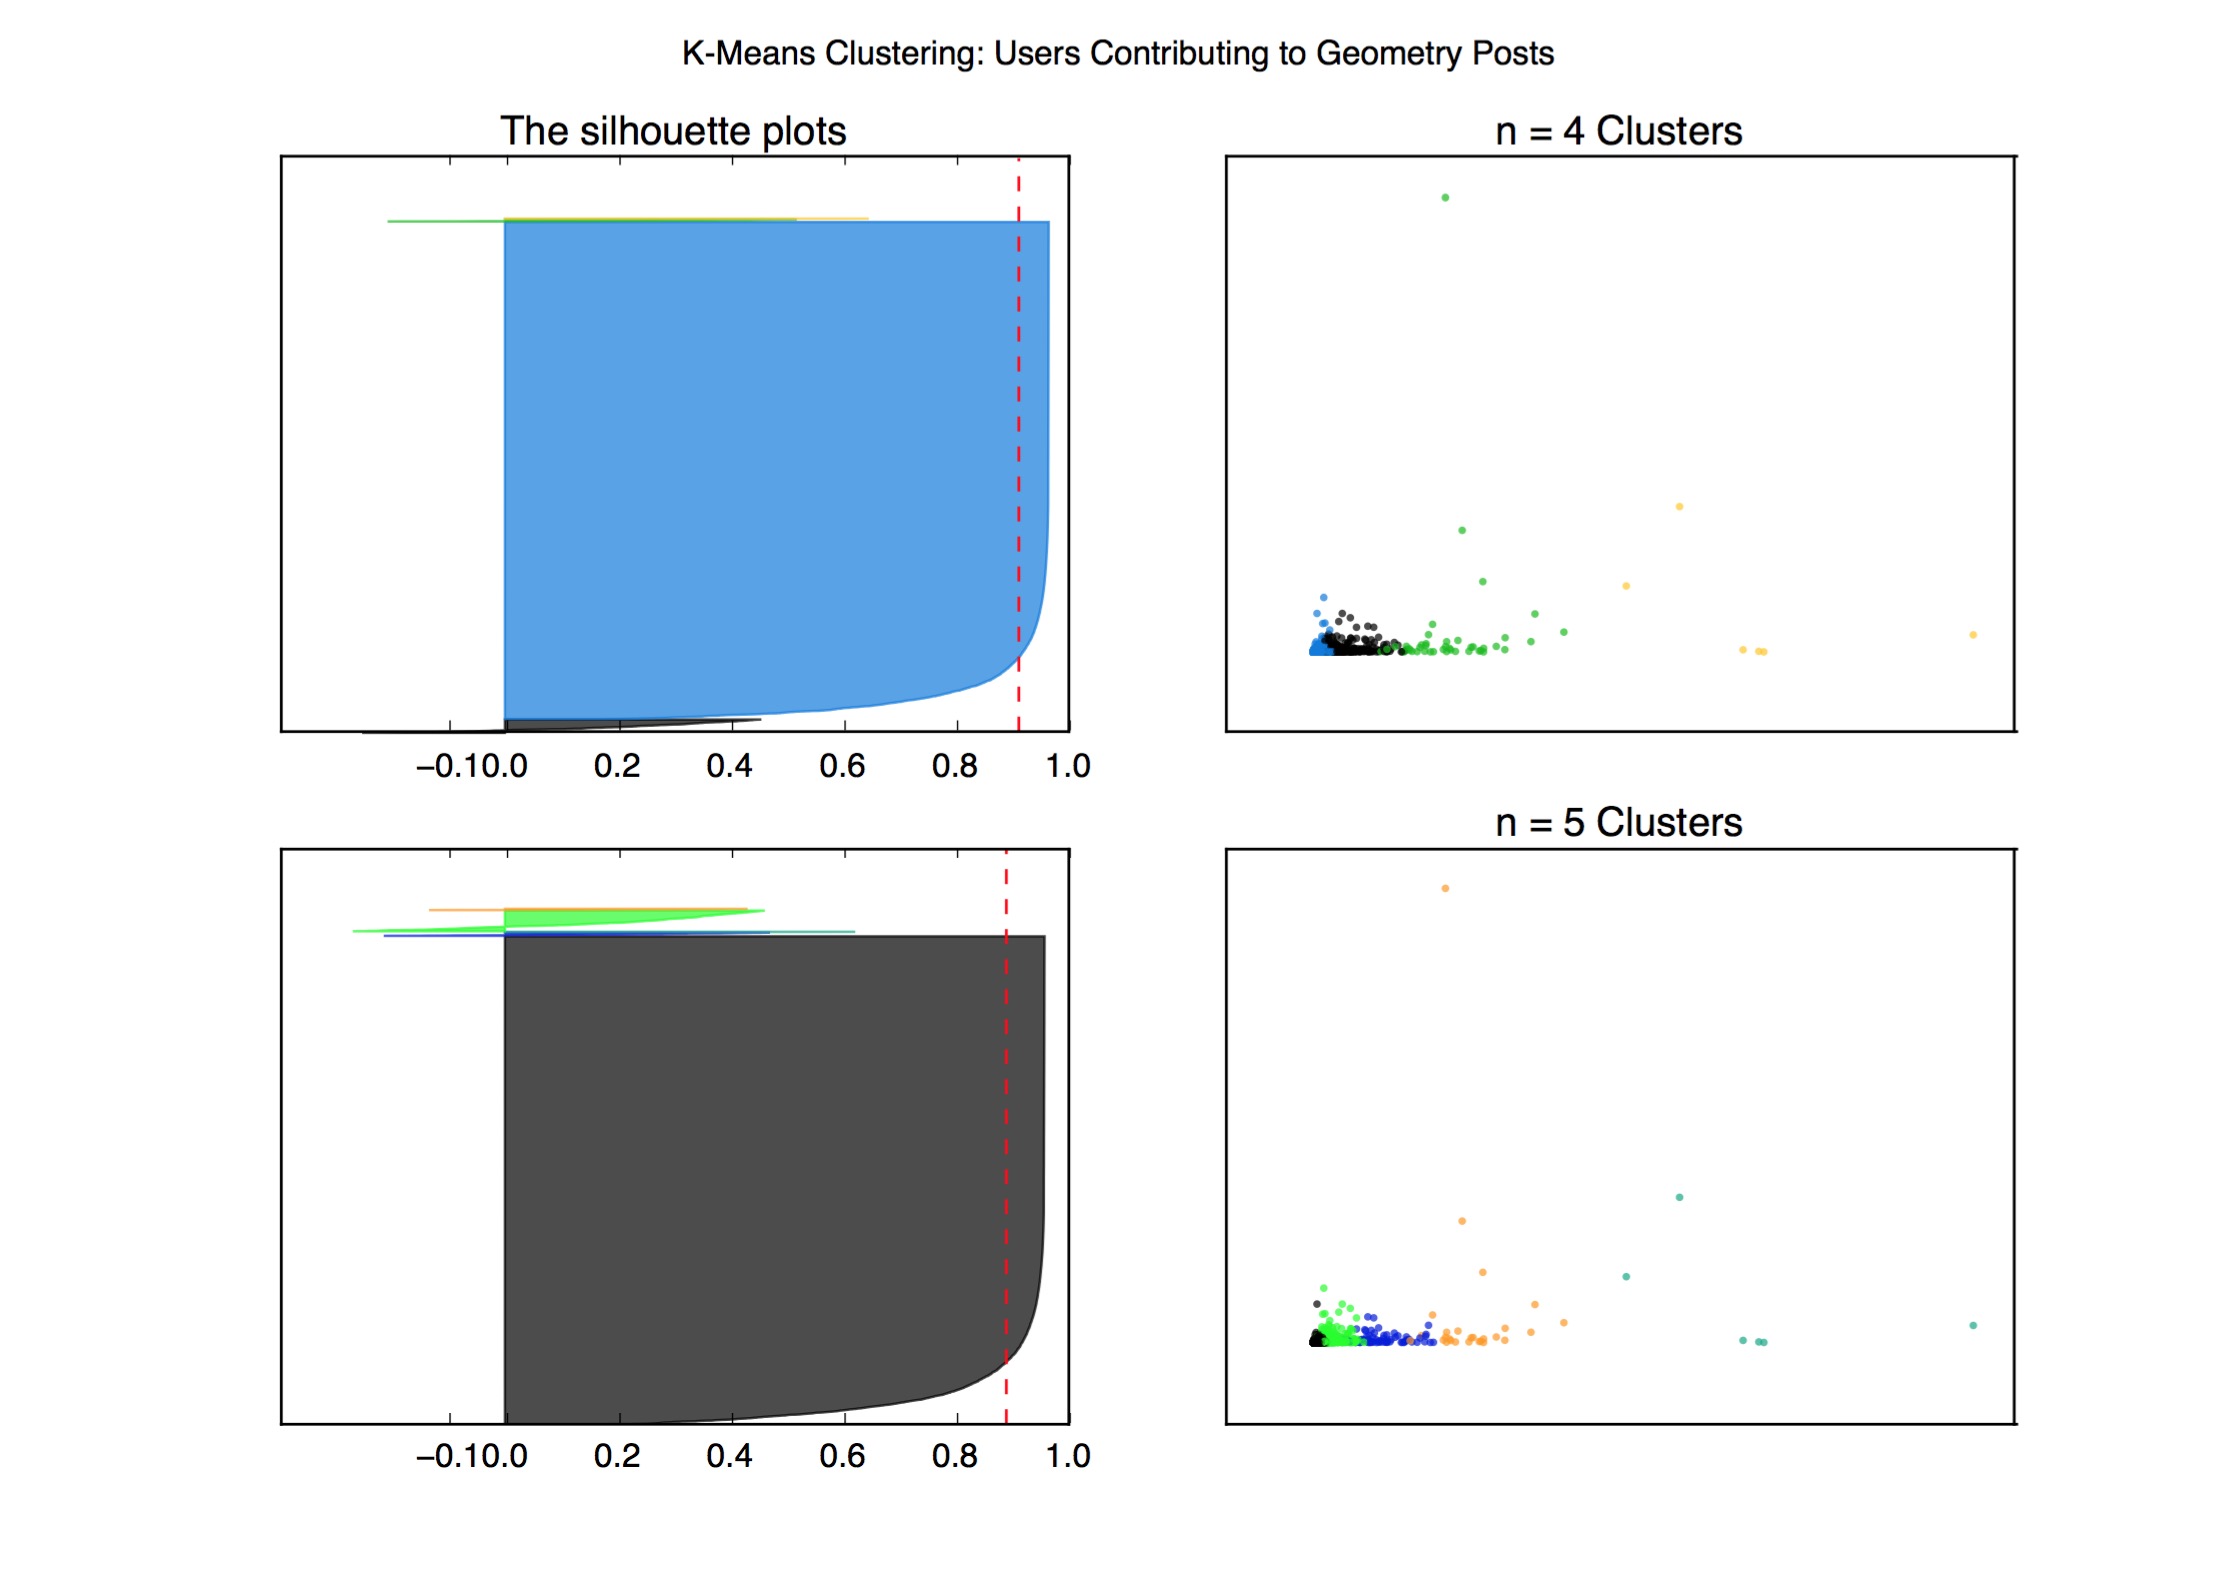 K-Means Clustering: Users Contributing to Geometry Posts
The silhouette plots
n = 4 Clusters
−0.10.0 0.2 0.4 0.6 0.8 1.0
n = 5 Clusters
−0.10.0 0.2 0.4 0.6 0.8 1.0